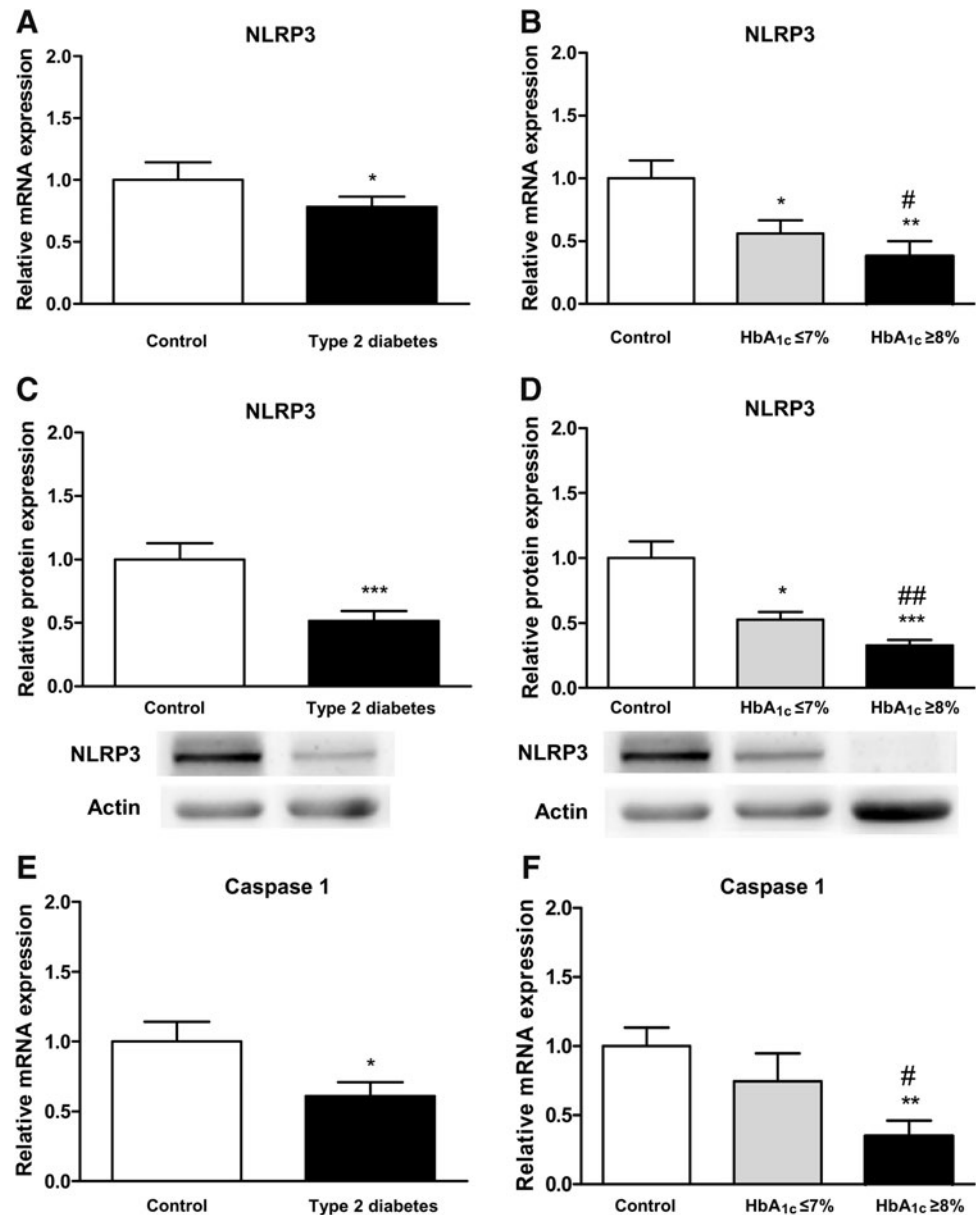 A
NLRP3
Relative mRNA expression
2.0
1.5
1.0
0.5
0.0
*
Control
Type 2 diabetes
B
NLRP3
Relative mRNA expression
2.0
1.5
1.0
0.5
0.0
*
#
**
Control
HbA1c ≤7%
HbA1c ≥8%
C
NLRP3
Relative protein expression
2.0
1.5
1.0
0.5
0.0
***
Control
Type 2 diabetes
NLRP3
Actin
D
NLRP3
Relative protein expression
2.0
1.5
1.0
0.5
0.0
*
##
***
Control
HbA1c ≤7%
HbA1c ≥8%
NLRP3
Actin
E
Caspase 1
Relative mRNA expression
2.0
1.5
1.0
0.5
0.0
*
Control
Type 2 diabetes
F
Caspase 1
Relative mRNA expression
2.0
1.5
1.0
0.5
0.0
#
**
Control
HbA1c ≤7%
HbA1c ≥8%